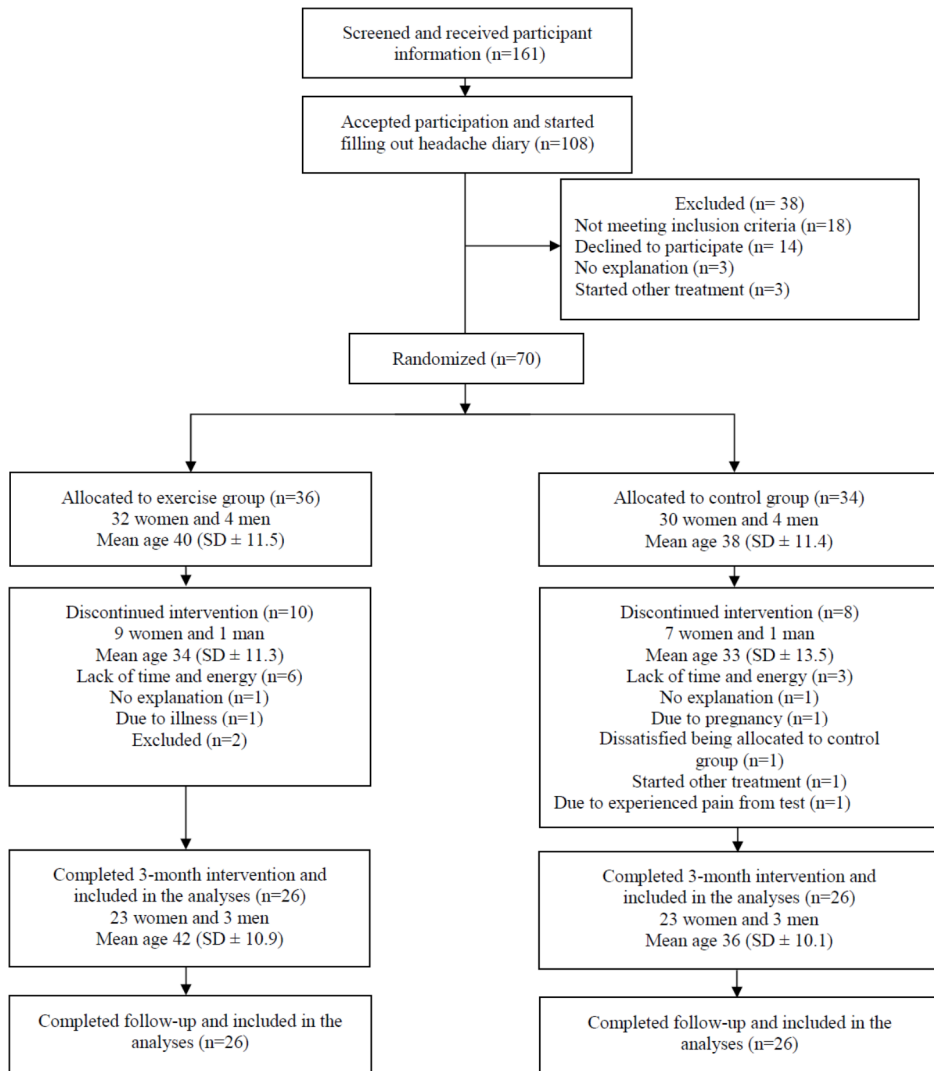 Screened and received participant
information (n=161)
Accepted participation and started
filling out headache diary (n=108)
Excluded (n= 38)
Not meeting inclusion criteria (n=18)
Declined to participate (n= 14)
No explanation (n=3)
Started other treatment (n=3)
Randomized (n=70)
Allocated to exercise group (n=36)
32 women and 4 men
Mean age 40 (SD ± 11.5)
Allocated to control group (n=34)
30 women and 4 men
Mean age 38 (SD ± 11.4)
Discontinued intervention (n=10)
9 women and 1 man
Mean age 34 (SD ± 11.3)
Lack of time and energy (n=6)
No explanation (n=1)
Due to illness (n=1)
Excluded (n=2)
Discontinued intervention (n=8)
7 women and 1 man
Mean age 33 (SD ± 13.5)
Lack of time and energy (n=3)
No explanation (n=1)
Due to pregnancy (n=1)
Dissatisfied being allocated to control
group (n=1)
Started other treatment (n=1)
Due to experienced pain from test (n=1)
Completed 3-month intervention and
included in the analyses (n=26)
23 women and 3 men
Mean age 42 (SD ± 10.9)
Completed 3-month intervention and
included in the analyses (n=26)
23 women and 3 men
Mean age 36 (SD ± 10.1)
Completed follow-up and included in the
analyses (n=26)
Completed follow-up and included in the
analyses (n=26)